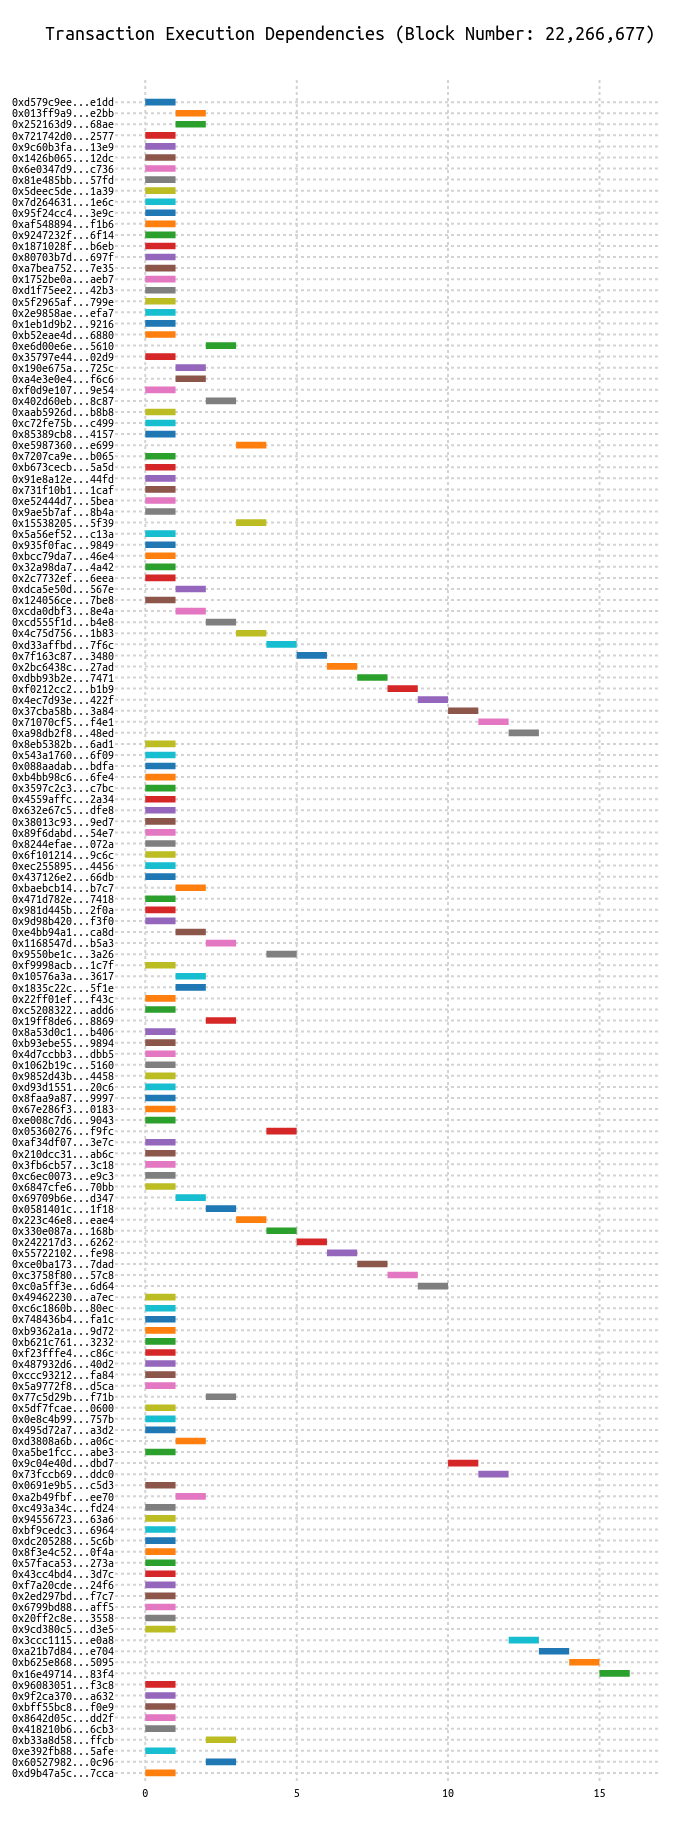 Transaction Execution Dependencies (Block Number: 22,266,677)
0xd579c9ee...e1dd
0x013ff9a9...e2bb
0x252163d9...68ae
0x721742d0...2577
0x9c60b3fa...13e9
0x1426b065...12dc
0x6e0347d9...c736
0x81e485bb...57fd
0x5deec5de...1a39
0x7d264631...1e6c
0x95f24cc4...3e9c
0xaf548894...f1b6
0x9247232f...6f14
0x1871028f...b6eb
0x80703b7d...697f
0xa7bea752...7e35
0x1752be0a...aeb7
0xd1f75ee2...42b3
0x5f2965af...799e
0x2e9858ae...efa7
0x1eb1d9b2...9216
0xb52eae4d...6880
0xe6d00e6e...5610
0x35797e44...02d9
0x190e675a...725c
0xa4e3e0e4...f6c6
0xf0d9e107...9e54
0x402d60eb...8c87
0xaab5926d...b8b8
0xc72fe75b...c499
0x85389cb8...4157
0xe5987360...e699
0x7207ca9e...b065
0xb673cecb...5a5d
0x91e8a12e...44fd
0x731f10b1...1caf
0xe52444d7...5bea
0x9ae5b7af...8b4a
0x15538205...5f39
0x5a56ef52...c13a
0x935f0fac...9849
0xbcc79da7...46e4
0x32a98da7...4a42
0x2c7732ef...6eea
0xdca5e50d...567e
0x124056ce...7be8
0xcda0dbf3...8e4a
0xcd555f1d...b4e8
0x4c75d756...1b83
0xd33affbd...7f6c
0x7f163c87...3480
0x2bc6438c...27ad
0xdbb93b2e...7471
0xf0212cc2...b1b9
0x4ec7d93e...422f
0x37cba58b...3a84
0x71070cf5...f4e1
0xa98db2f8...48ed
0x8eb5382b...6ad1
0x543a1760...6f09
0x088aadab...bdfa
0xb4bb98c6...6fe4
0x3597c2c3...c7bc
0x4559affc...2a34
0x632e67c5...dfe8
0x38013c93...9ed7
0x89f6dabd...54e7
0x8244efae...072a
0x6f101214...9c6c
0xec255895...4456
0x437126e2...66db
0xbaebcb14...b7c7
0x471d782e...7418
0x981d445b...2f0a
0x9d98b420...f3f0
0xe4bb94a1...ca8d
0x1168547d...b5a3
0x9550be1c...3a26
0xf9998acb...1c7f
0x10576a3a...3617
0x1835c22c...5f1e
0x22ff01ef...f43c
0xc5208322...add6
0x19ff8de6...8869
0x8a53d0c1...b406
0xb93ebe55...9894
0x4d7ccbb3...dbb5
0x1062b19c...5160
0x9852d43b...4458
0xd93d1551...20c6
0x8faa9a87...9997
0x67e286f3...0183
0xe008c7d6...9043
0x05360276...f9fc
0xaf34df07...3e7c
0x210dcc31...ab6c
0x3fb6cb57...3c18
0xc6ec0073...e9c3
0x6847cfe6...70bb
0x69709b6e...d347
0x0581401c...1f18
0x223c46e8...eae4
0x330e087a...168b
0x242217d3...6262
0x55722102...fe98
0xce0ba173...7dad
0xc3758f80...57c8
0xc0a5ff3e...6d64
0x49462230...a7ec
0xc6c1860b...80ec
0x748436b4...fa1c
0xb9362a1a...9d72
0xb621c761...3232
0xf23fffe4...c86c
0x487932d6...40d2
0xccc93212...fa84
0x5a9772f8...d5ca
0x77c5d29b...f71b
0x5df7fcae...0600
0x0e8c4b99...757b
0x495d72a7...a3d2
0xd3808a6b...a06c
0xa5be1fcc...abe3
0x9c04e40d...dbd7
0x73fccb69...ddc0
0x0691e9b5...c5d3
0xa2b49fbf...ee70
0xc493a34c...fd24
0x94556723...63a6
0xbf9cedc3...6964
0xdc205288...5c6b
0x8f3e4c52...0f4a
0x57faca53...273a
0x43cc4bd4...3d7c
0xf7a20cde...24f6
0x2ed297bd...f7c7
0x6799bd88...aff5
0x20ff2c8e...3558
0x9cd380c5...d3e5
0x3ccc1115...e0a8
0xa21b7d84...e704
0xb625e868...5095
0x16e49714...83f4
0x96083051...f3c8
0x9f2ca370...a632
0xbff55bc8...f0e9
0x8642d05c...dd2f
0x418210b6...6cb3
0xb33a8d58...ffcb
0xe392fb88...5afe
0x60527982...0c96
0xd9b47a5c...7cca
0 5 10 15